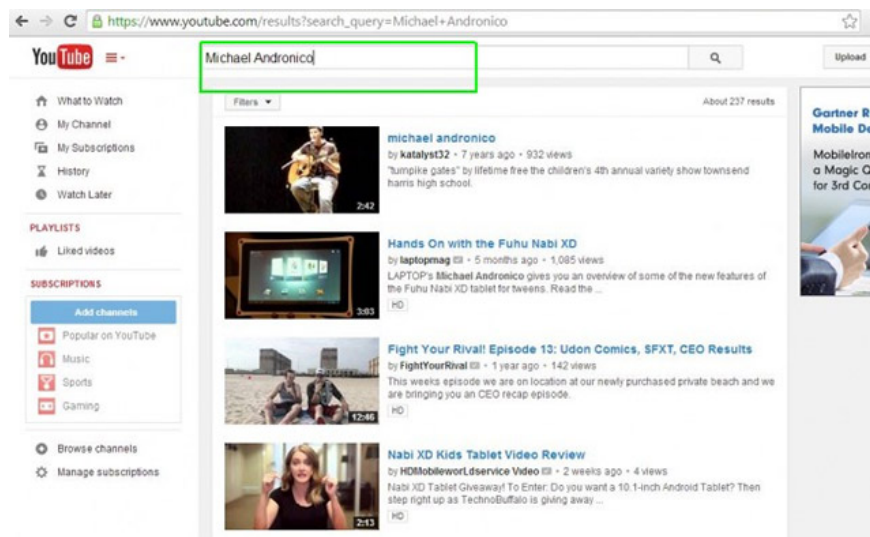 https://www.youtube.com/results?search_query=Michael+Andronico
YouTube
Michael Andronico
Upload
What to Watch
My Channel
My Subscriptions
History
Watch Later
PLAYLISTS
Liked videos
SUBSCRIPTIONS
Add channels
Popular on YouTube
Music
Sports
Gaming
Browse channels
Manage subscriptions
Filters
About 237 results
michael andronico
by katalyst32 • 7 years ago • 932 views
"turnpike gates" by lifetime free the children's 4th annual variety show townsend
harris high school.
2:42
Hands On with the Fuhu Nabi XD
by laptopmag • 5 months ago • 1,085 views
LAPTOP's Michael Andronico gives you an overview of some of the new features of
the Fuhu Nabi XD tablet for tweens. Read the ...
HD
3:03
Fight Your Rival! Episode 13: Udon Comics, SFXT, CEO Results
by FightYourRival • 1 year ago • 142 views
This weeks episode we are on location at our newly purchased private beach and we
are bringing you an CEO recap episode.
HD
12:46
Nabi XD Kids Tablet Video Review
by HDMobileworLdservice Video • 2 weeks ago • 4 views
Nabi XD Tablet Giveaway! To Enter: Do you want a 10.1-inch Android Tablet? Then
step right up as TechnoBuffalo is giving away ...
HD
2:13
Gartner R
Mobile De
MobileIron
a Magic Q
for 3rd Co